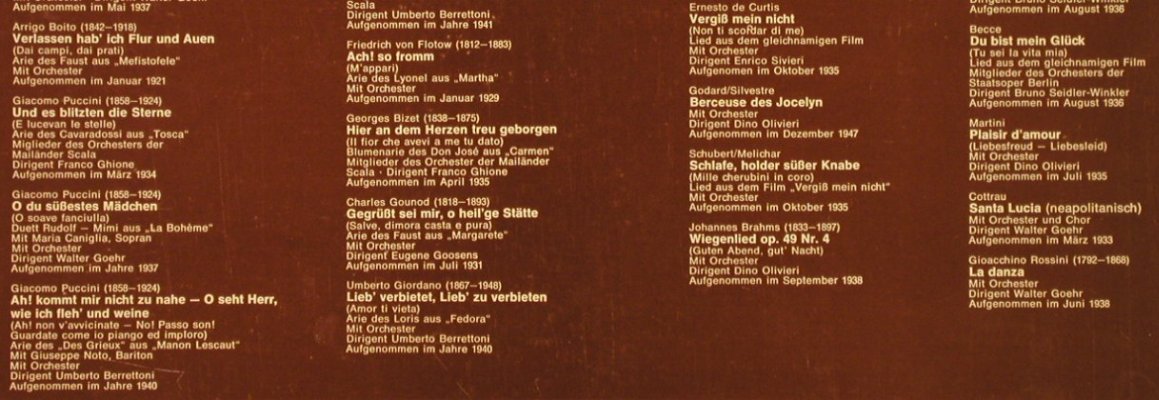 Aufgenommen im Mai 1937
Arrigo Boito (1842—1918)
Verlassen hab' ich Flur und Auen
(Dai campi, dai prati)
Arie des Faust aus „Mefistofele"
Mit Orchester
Aufgenommen im Januar 1921
Giacomo Puccini (1858—1924)
Und es blitzten die Sterne
(E lucevan le stelle)
Arie des Cavaradossi aus „Tosca"
Miglieder des Orchesters der
Mailänder Scala
Dirigent Franco Ghione
Aufgenommen im März 1934
Giacomo Puccini (1858—1924)
O du süßestes Mädchen
(O soave fanciulla)
Duett Rudolf — Mimi aus „La Bohème"
Mit Maria Caniglia, Sopran
Mit Orchester
Dirigent Walter Goehr
Aufgenommen im Jahre 1937
Giacomo Puccini (1858—1924)
Ah! kommt mir nicht zu nahe — O seht Herr,
wie ich fleh' und weine
(Ah! non v'avvicinate — No! Passo son!
Guardate come io piango ed imploro)
Arie des „Des Grieux" aus „Manon Lescaut"
Mit Giuseppe Noto, Bariton
Mit Orchester
Dirigent Umberto Berrettoni
Aufgenommen im Jahre 1940
Scala
Dirigent Umberto Berrettoni
Aufgenommen im Jahre 1941
Friedrich von Flotow (1812—1883)
Ach! so fromm
(M'appari)
Arie des Lyonel aus „Martha"
Mit Orchester
Aufgenommen im Januar 1929
Georges Bizet (1838—1875)
Hier an dem Herzen treu geborgen
(Il fior che avevi a me tu dato)
Blumenarie des Don José aus „Carmen"
Mitglieder des Orchesters der Mailänder
Scala · Dirigent Franco Ghione
Aufgenommen im April 1935
Charles Gounod (1818—1893)
Gegrüßt sei mir, o heil'ge Stätte
(Salve, dimora casta e pura)
Arie des Faust aus „Margarete"
Mit Orchester
Dirigent Eugene Goosens
Aufgenommen im Juli 1931
Umberto Giordano (1867—1948)
Lieb' verbietet, Lieb' zu verbieten
(Amor ti vieta)
Arie des Loris aus „Fedora"
Mit Orchester
Dirigent Umberto Berrettoni
Aufgenommen im Jahre 1940
Ernesto de Curtis
Vergiß mein nicht
(Non ti scordar di me)
Lied aus dem gleichnamigen Film
Mit Orchester
Dirigent Enrico Sivieri
Aufgenomen im Oktober 1935
Godard/Silvestre
Berceuse des Jocelyn
Mit Orchester
Dirigent Dino Olivieri
Aufgenommen im Dezember 1947
Schubert/Melichar
Schlafe, holder süßer Knabe
(Mille cherubini in coro)
Lied aus dem Film „Vergiß mein nicht"
Mit Orchester
Aufgenommen im Oktober 1935
Johannes Brahms (1833—1897)
Wiegenlied op. 49 Nr. 4
(Guten Abend, gut' Nacht)
Mit Orchester
Dirigent Dino Olivieri
Aufgenommen im September 1938
Dirigent Bruno Seidler-Winkler
Aufgenommen im August 1936
Becce
Du bist mein Glück
(Tu sei la vita mia)
Lied aus dem gleichnamigen Film
Mitglieder des Orchesters der
Staatsoper Berlin
Dirigent Bruno Seidler-Winkler
Aufgenommen im August 1936
Martini
Plaisir d'amour
(Liebesfreud — Liebesleid)
Mit Orchester
Dirigent Dino Olivieri
Aufgenommen im Juli 1935
Cottrau
Santa Lucia (neapolitanisch)
Mit Orchester und Chor
Dirigent Walter Goehr
Aufgenommen im März 1933
Gioacchino Rossini (1792—1868)
La danza
Mit Orchester
Dirigent Walter Goehr
Aufgenommen im Juni 1938